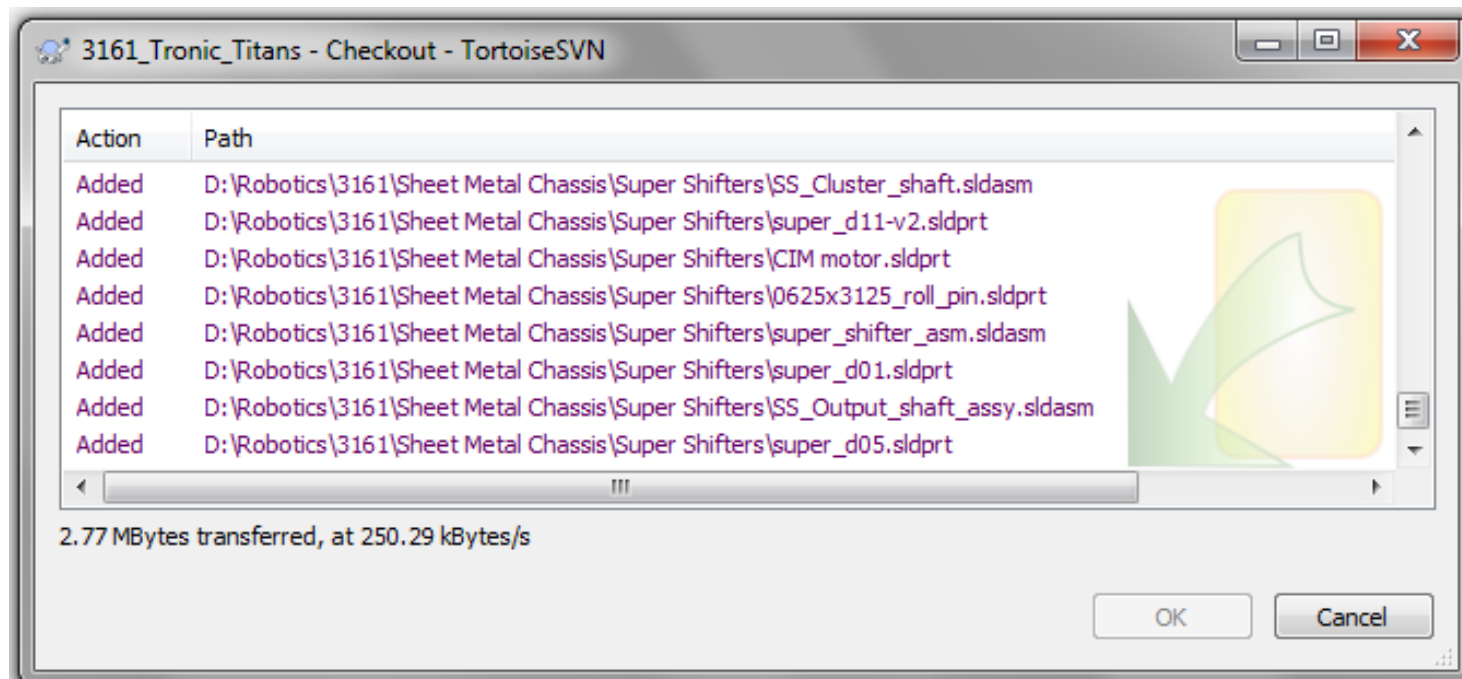 3161_Tronic_Titans - Checkout - TortoiseSVN
Action Path
Added D:\Robotics\3161\Sheet Metal Chassis\Super Shifters\SS_Cluster_shaft.sldasm
Added D:\Robotics\3161\Sheet Metal Chassis\Super Shifters\super_d11-v2.sldprt
Added D:\Robotics\3161\Sheet Metal Chassis\Super Shifters\CIM motor.sldprt
Added D:\Robotics\3161\Sheet Metal Chassis\Super Shifters\0625x3125_roll_pin.sldprt
Added D:\Robotics\3161\Sheet Metal Chassis\Super Shifters\super_shifter_asm.sldasm
Added D:\Robotics\3161\Sheet Metal Chassis\Super Shifters\super_d01.sldprt
Added D:\Robotics\3161\Sheet Metal Chassis\Super Shifters\SS_Output_shaft_assy.sldasm
Added D:\Robotics\3161\Sheet Metal Chassis\Super Shifters\super_d05.sldprt
2.77 MBytes transferred, at 250.29 kBytes/s
OK Cancel